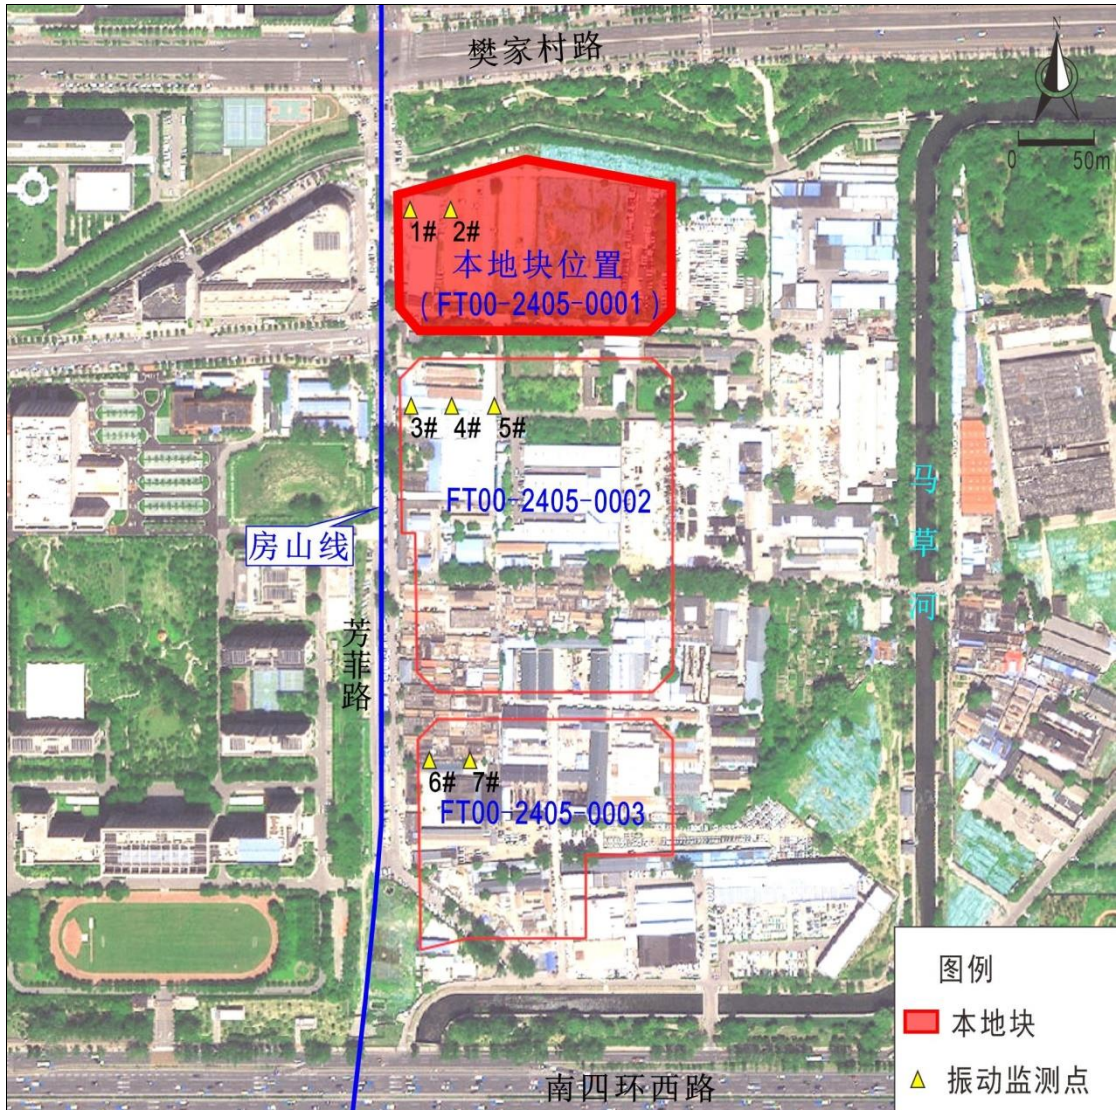 樊家村路
N
0 50m
1# 2#
本地块位置
(FT00-2405-0001)
3# 4# 5#
FT00-2405-0002
马草河
房山线
芳菲路
6# 7#
FT00-2405-0003
图例
本地块
振动监测点
南四环西路